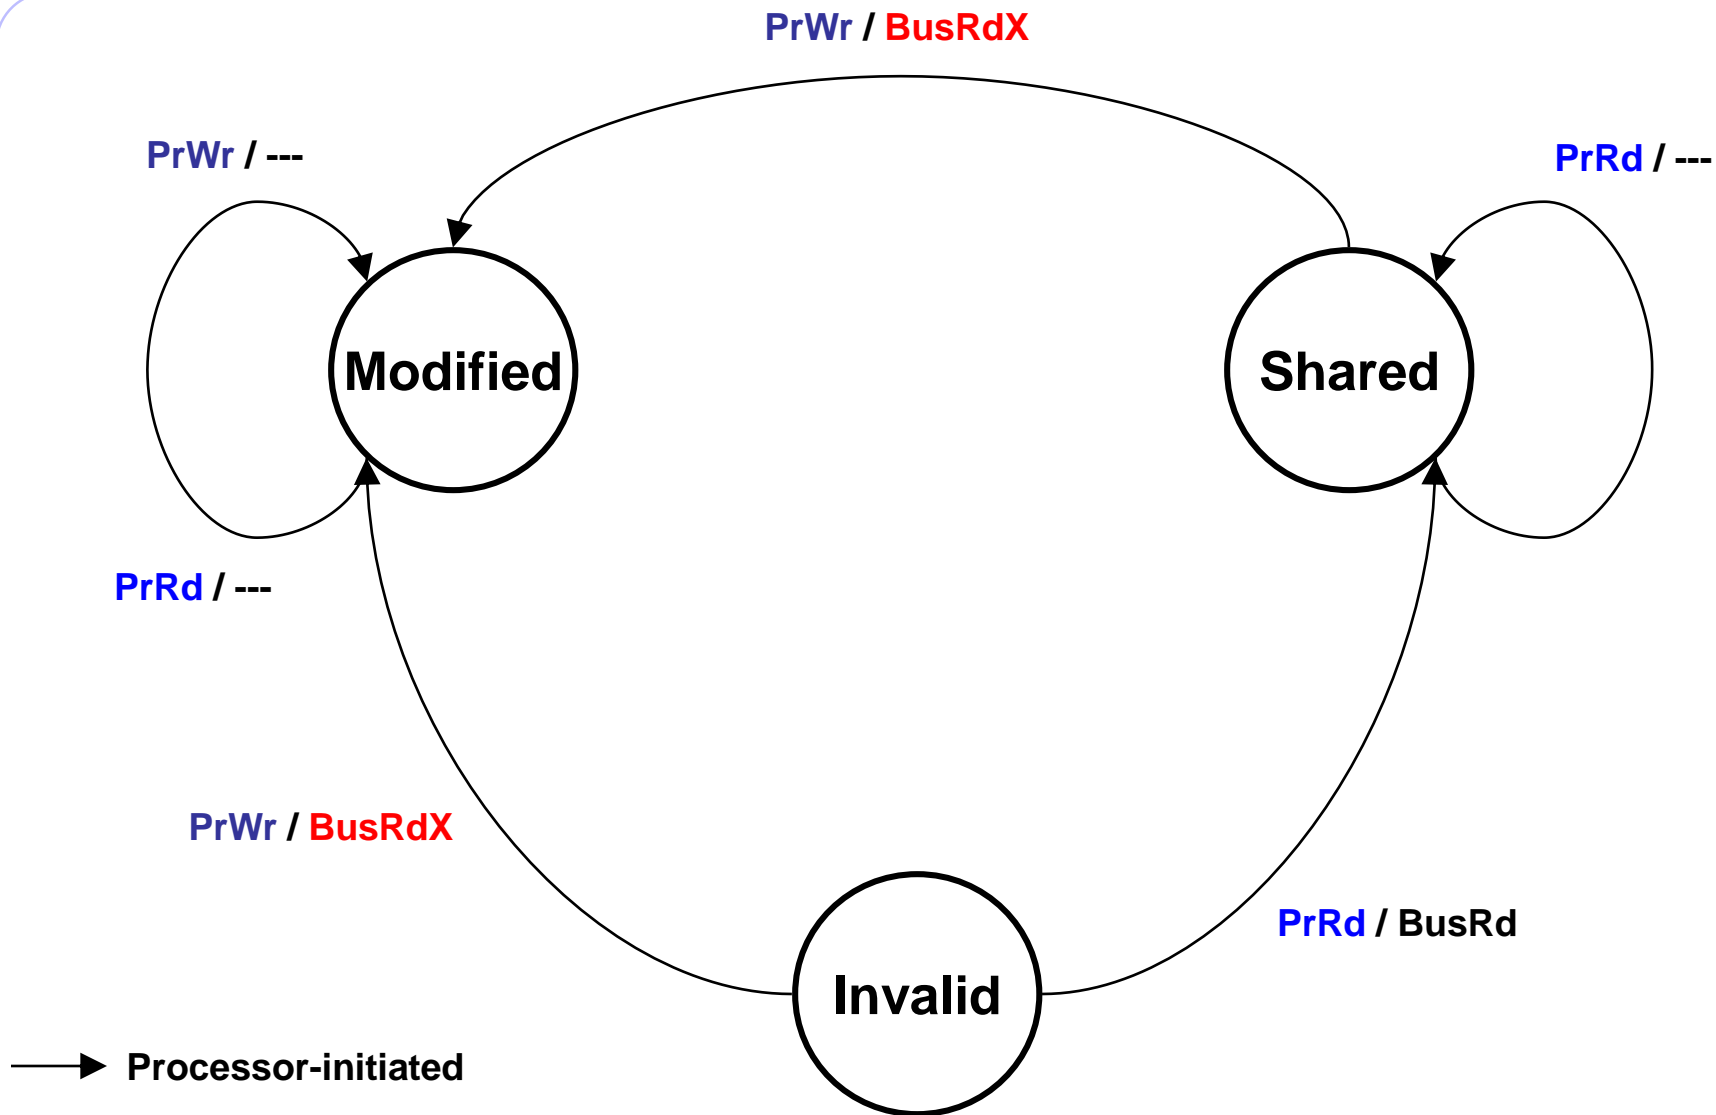 PrWr / BusRdX
PrWr / ---
PrRd / ---
Modified
Shared
PrRd / ---
PrWr / BusRdX
PrRd / BusRd
Invalid
Processor-initiated